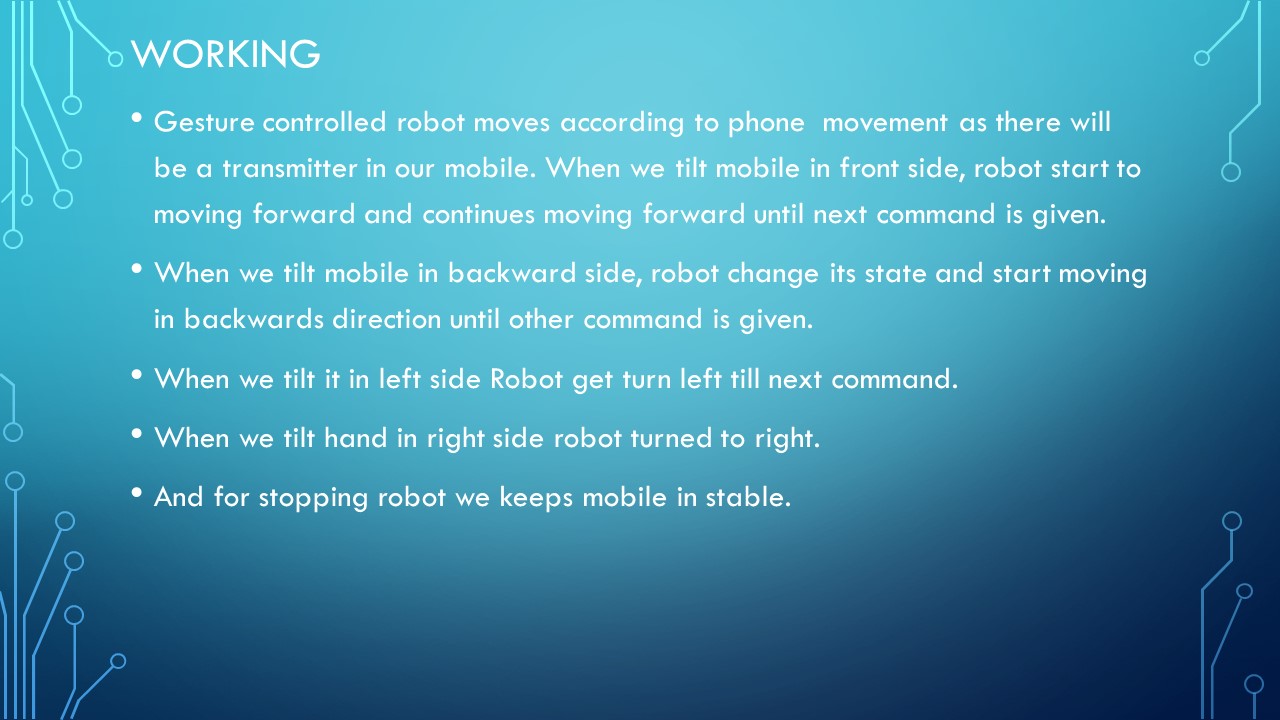 WORKING
• Gesture controlled robot moves according to phone  movement as there will
be a transmitter in our mobile. When we tilt mobile in front side, robot start to
moving forward and continues moving forward until next command is given.
• When we tilt mobile in backward side, robot change its state and start moving
in backwards direction until other command is given.
• When we tilt it in left side Robot get turn left till next command.
• When we tilt hand in right side robot turned to right.
• And for stopping robot we keeps mobile in stable.